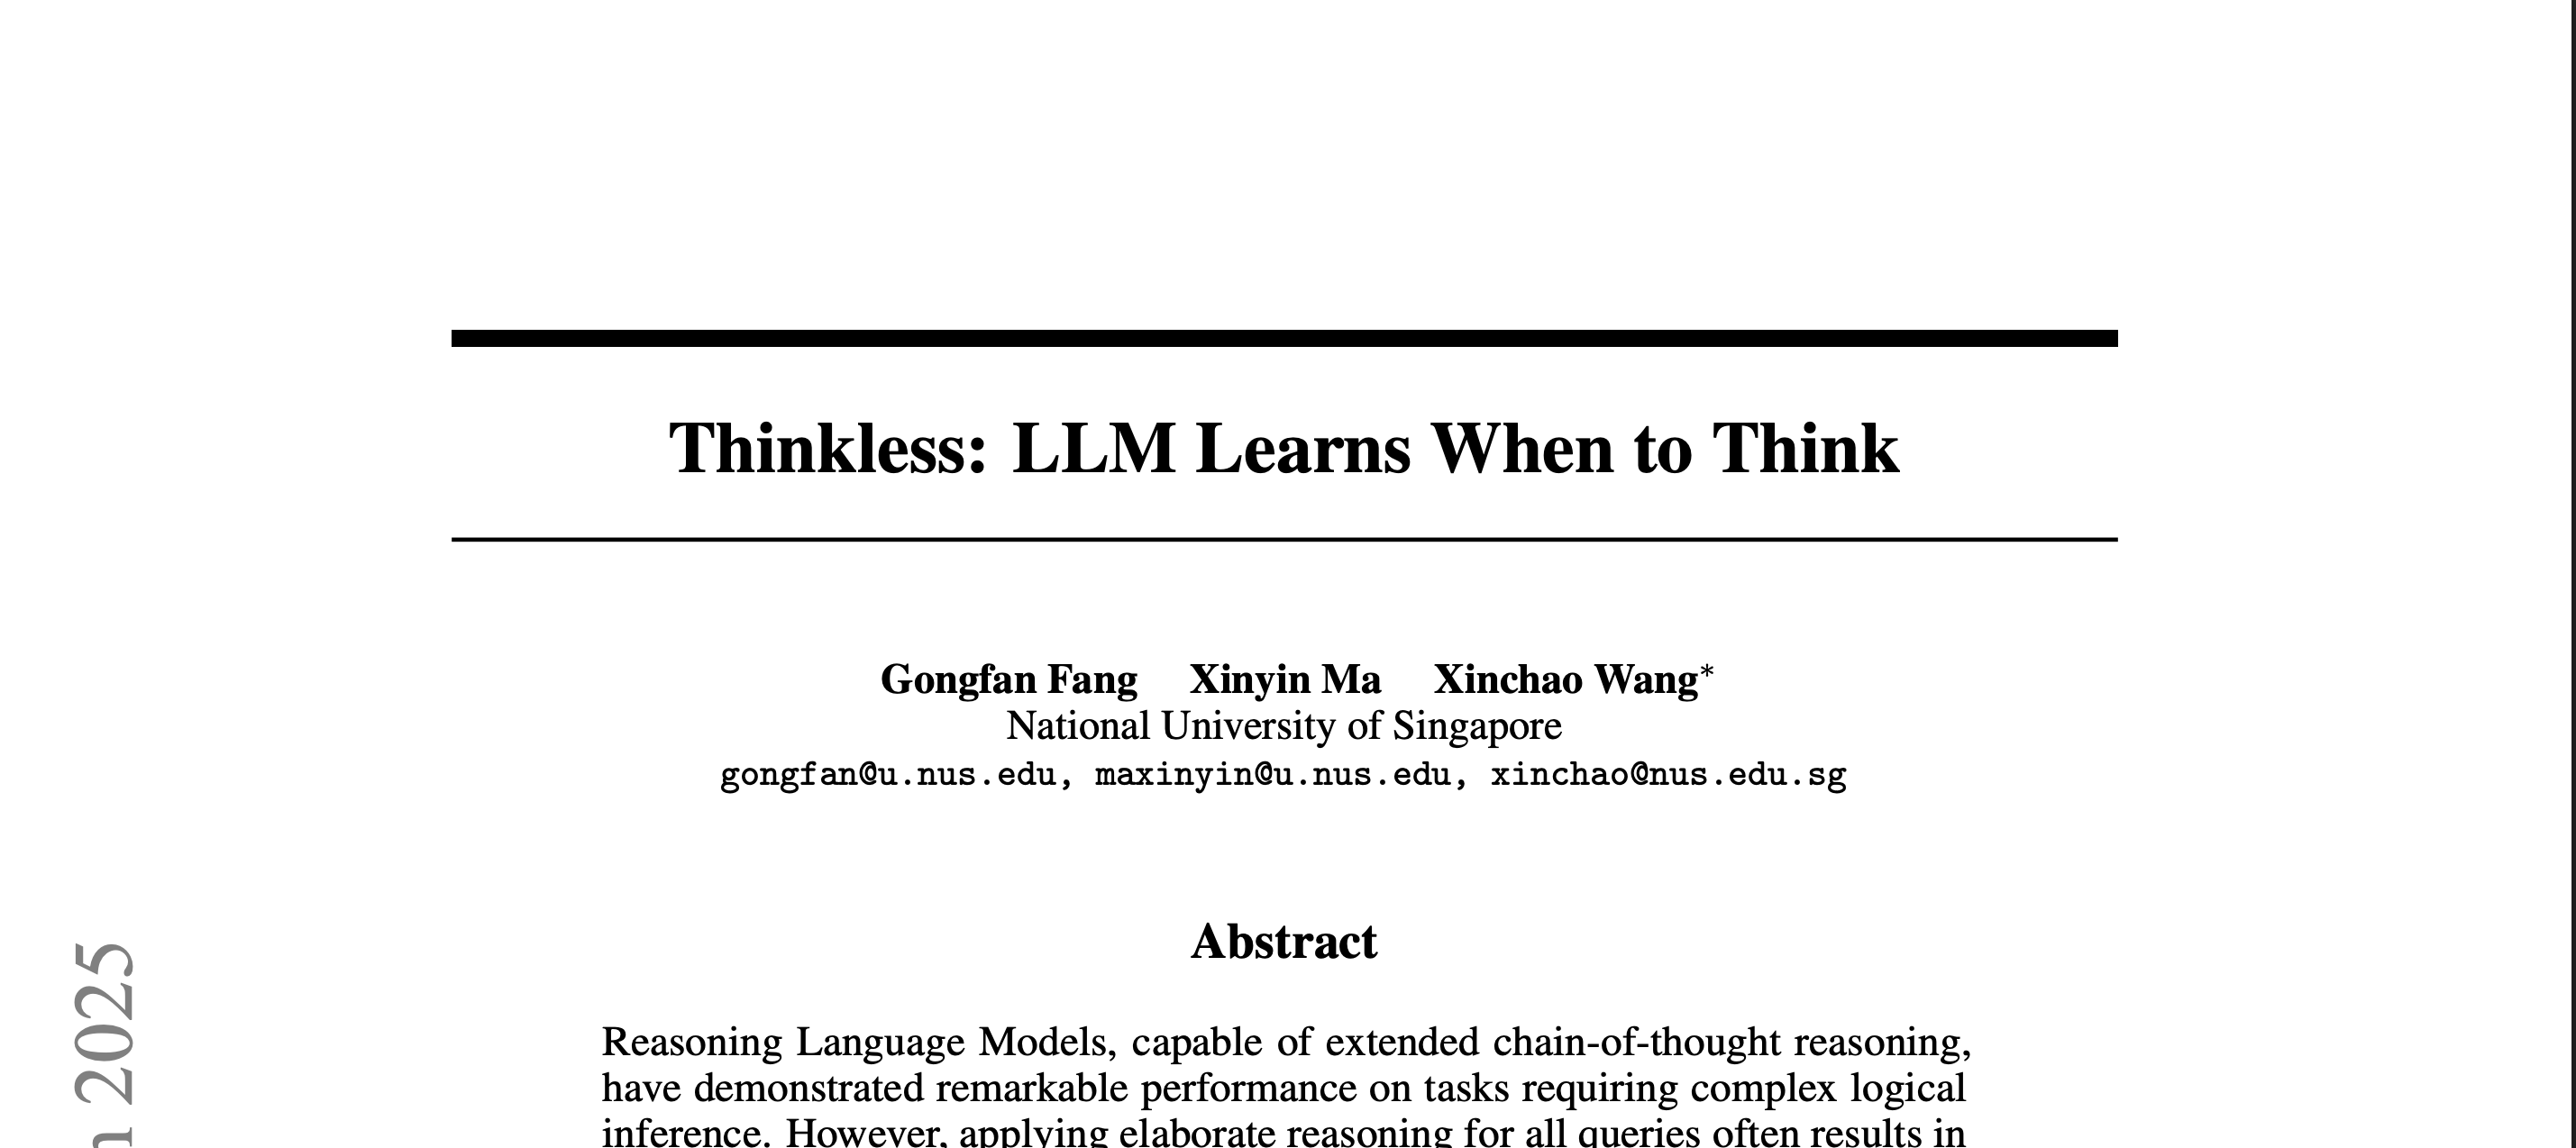 Thinkless: LLM Learns When to Think
Gongfan Fang Xinyin Ma Xinchao Wang*
National University of Singapore
gongfan@u.nus.edu, maxinyin@u.nus.edu, xinchao@nus.edu.sg
Abstract
Reasoning Language Models, capable of extended chain-of-thought reasoning,
have demonstrated remarkable performance on tasks requiring complex logical
inference. However, applying elaborate reasoning for all queries often results in
2025